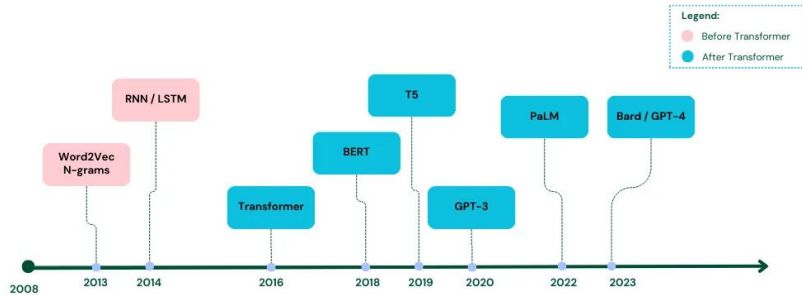 Legend:
Before Transformer
After Transformer
RNN / LSTM
T5
Word2Vec
N-grams
BERT
PaLM
Bard / GPT-4
Transformer
GPT-3
2008
2013
2014
2016
2018
2019
2020
2022
2023